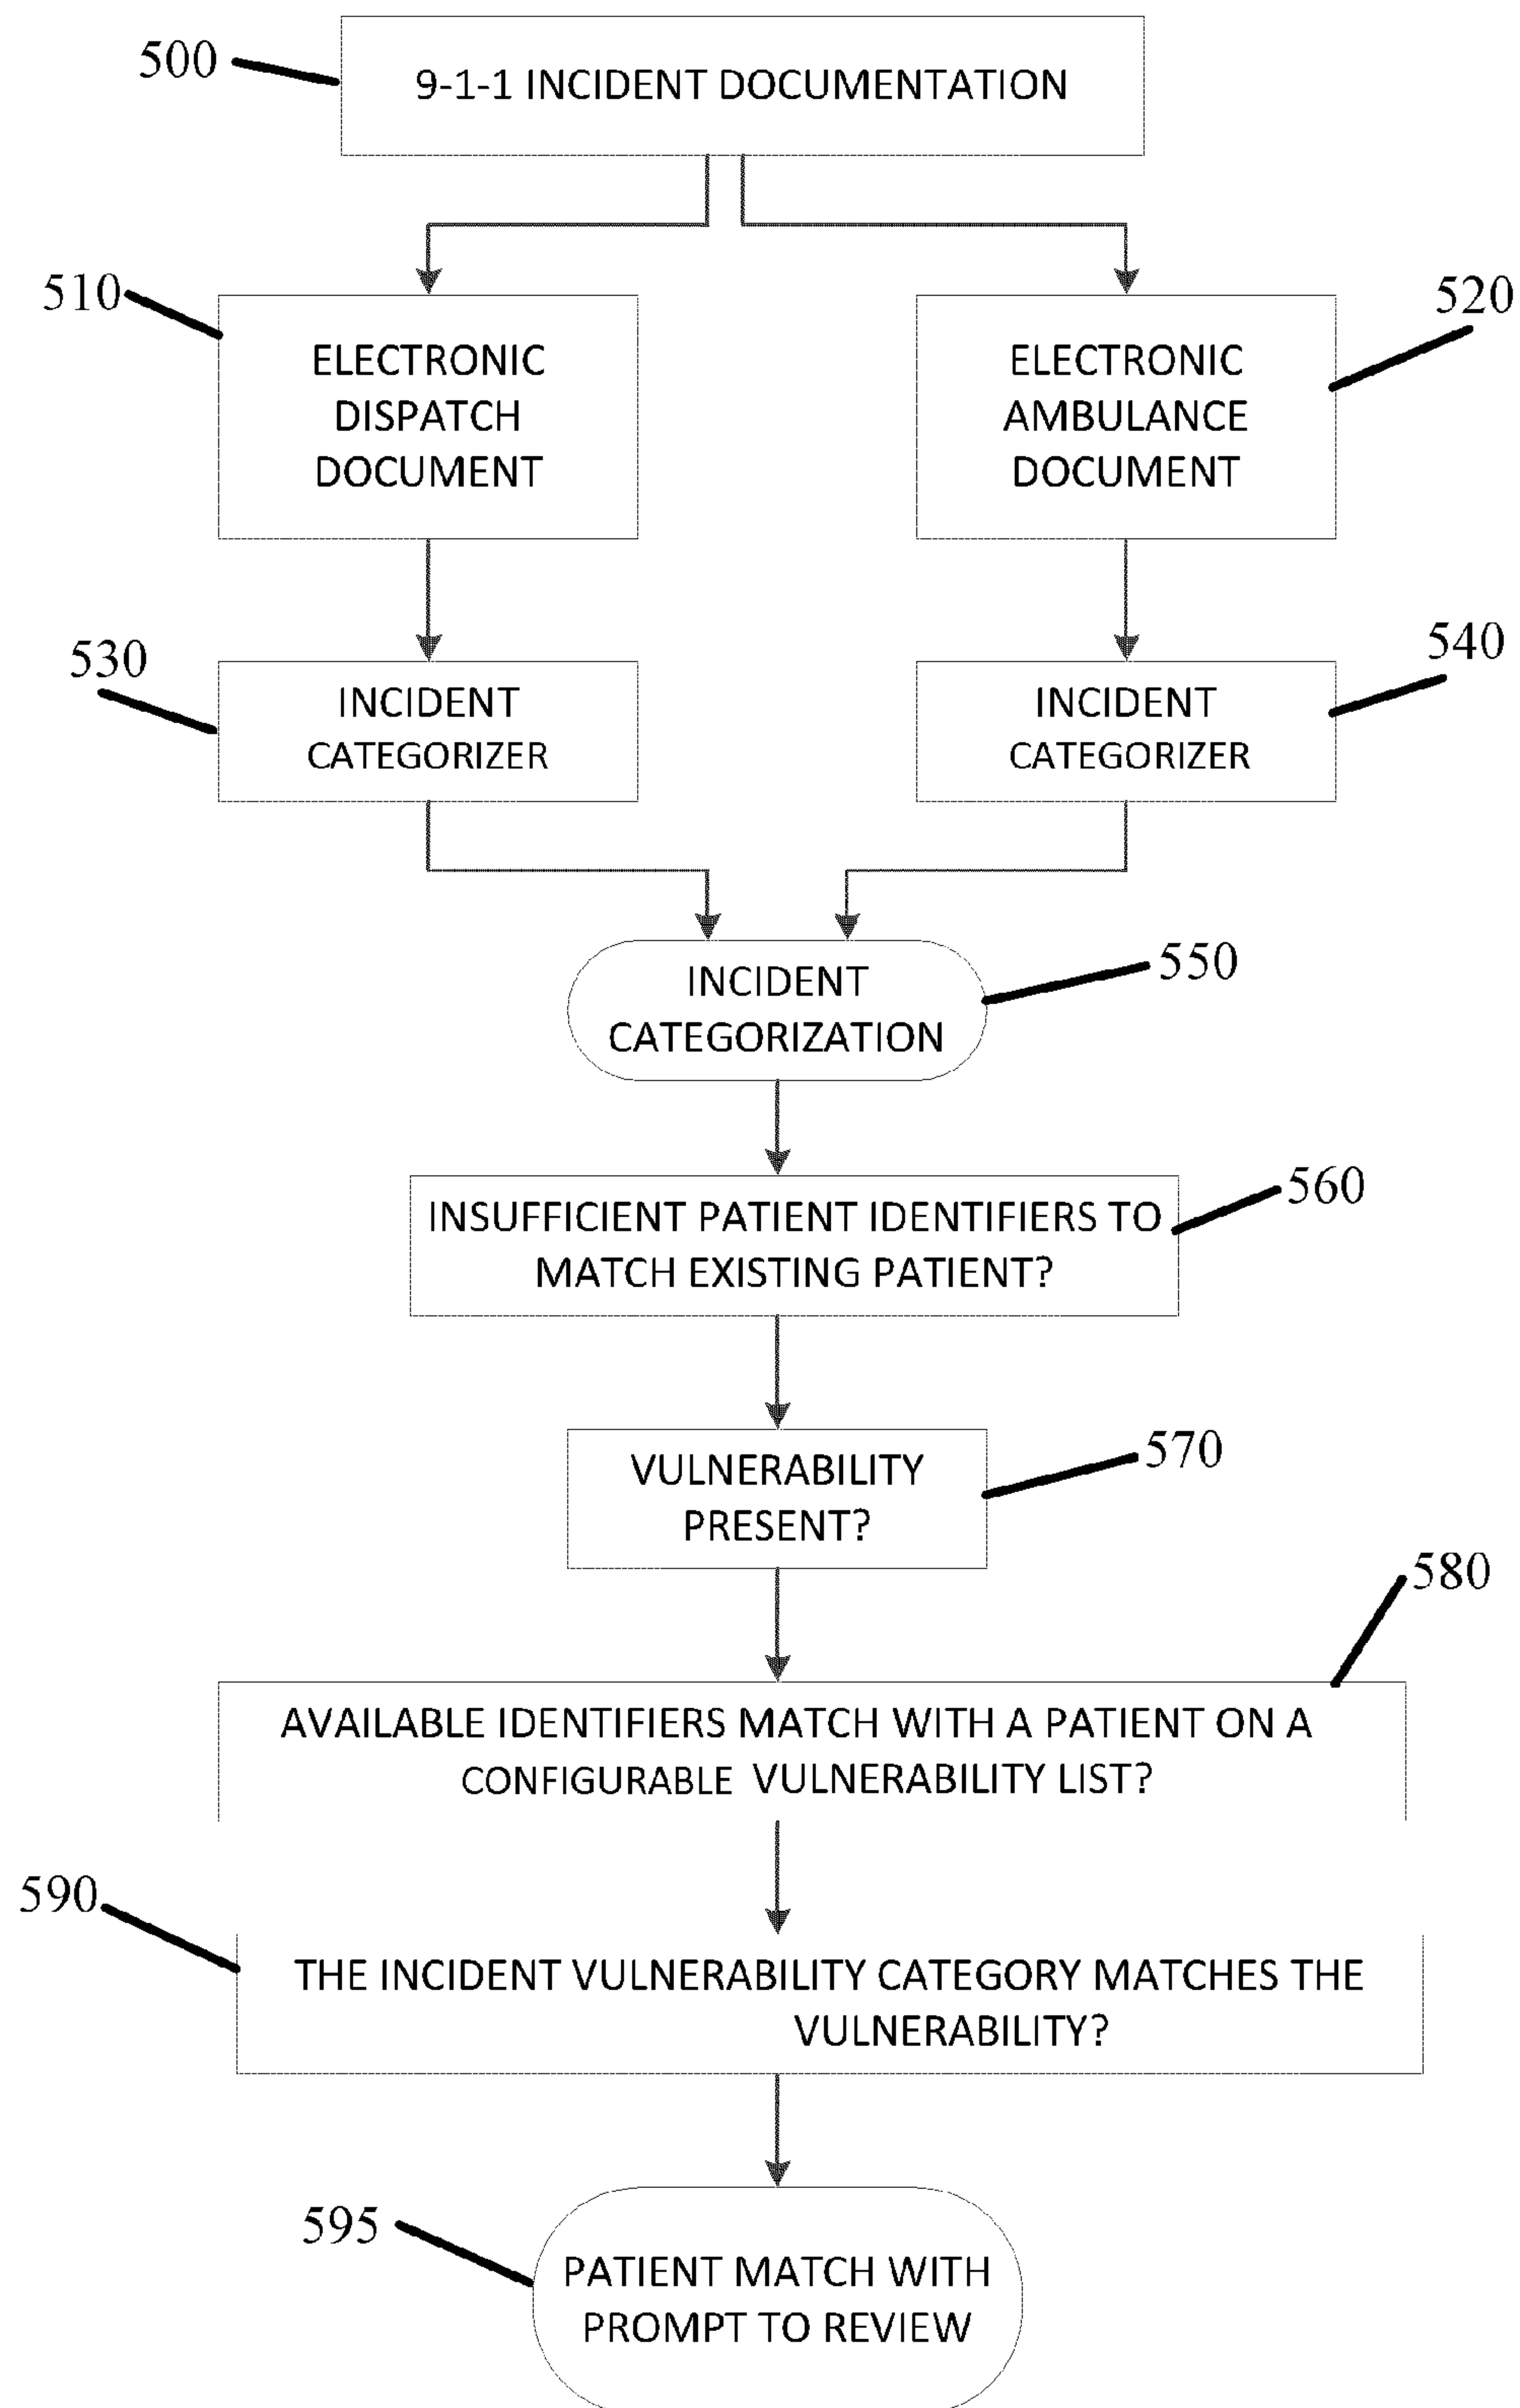 500
9-1-1 INCIDENT DOCUMENTATION
510
520
ELECTRONIC
DISPATCH
DOCUMENT
ELECTRONIC
AMBULANCE
DOCUMENT
530
540
INCIDENT
CATEGORIZER
INCIDENT
CATEGORIZER
550
INCIDENT
CATEGORIZATION
560
INSUFFICIENT PATIENT IDENTIFIERS TO
MATCH EXISTING PATIENT?
570
VULNERABILITY
PRESENT?
580
AVAILABLE IDENTIFIERS MATCH WITH A PATIENT ON A
CONFIGURABLE VULNERABILITY LIST?
590
THE INCIDENT VULNERABILITY CATEGORY MATCHES THE
VULNERABILITY?
595
PATIENT MATCH WITH
PROMPT TO REVIEW